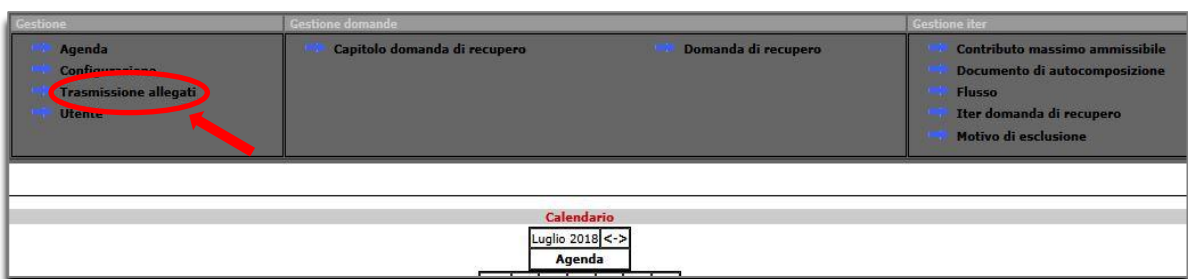 Gestione
Agenda
Configurazione
Trasmissione allegati
Utente
Gestione domande
Capitolo domanda di recupero
Domanda di recupero
Gestione iter
Contributo massimo ammissibile
Documento di autocomposizione
Flusso
Iter domanda di recupero
Motivo di esclusione
Calendario
Luglio 2018 <->
Agenda